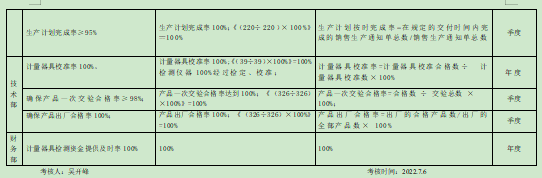 生产计划完成率≥95%
生产计划完成率100%;《(220÷220)×100%》
=100%
生产计划按时完成率=在规定的交付时间内完
成的销售生产通知单总数/销售生产通知单总数
季度
技术部
计量器具校准率100%。
计量器具校准率100%,《(39÷39)×100%》=100%
检测仪器 100%经过检定、校准;
计量器具校准率=计量器具校准合格数÷ 计
量器具校准次数×100%
年度
确保产品一次交验合格率≥98%;
产品一次交验合格率达到100%; 《(326÷326)
×100%》=100%
产品一次交验合格率=合格数 ÷ 交验总数 ×
100%;
季度
确保产品出厂合格率100%;
产品出厂合格率100%; 《(326÷326)×100%》
=100%
产品出厂合格率=出厂的合格产品数/出厂的
全部产品数× 100%
季度
财务部
计量器具检测资金提供及时率100%
100%
100%
年度
考核人:吴开峰
考核时间:2022.7.6